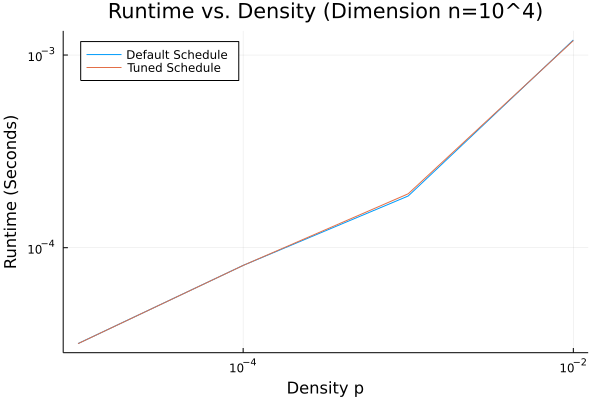 Runtime vs. Density (Dimension n=10^4)
Default Schedule
Tuned Schedule
Runtime (Seconds)
10⁻³
10⁻⁴
10⁻⁴
10⁻²
Density p